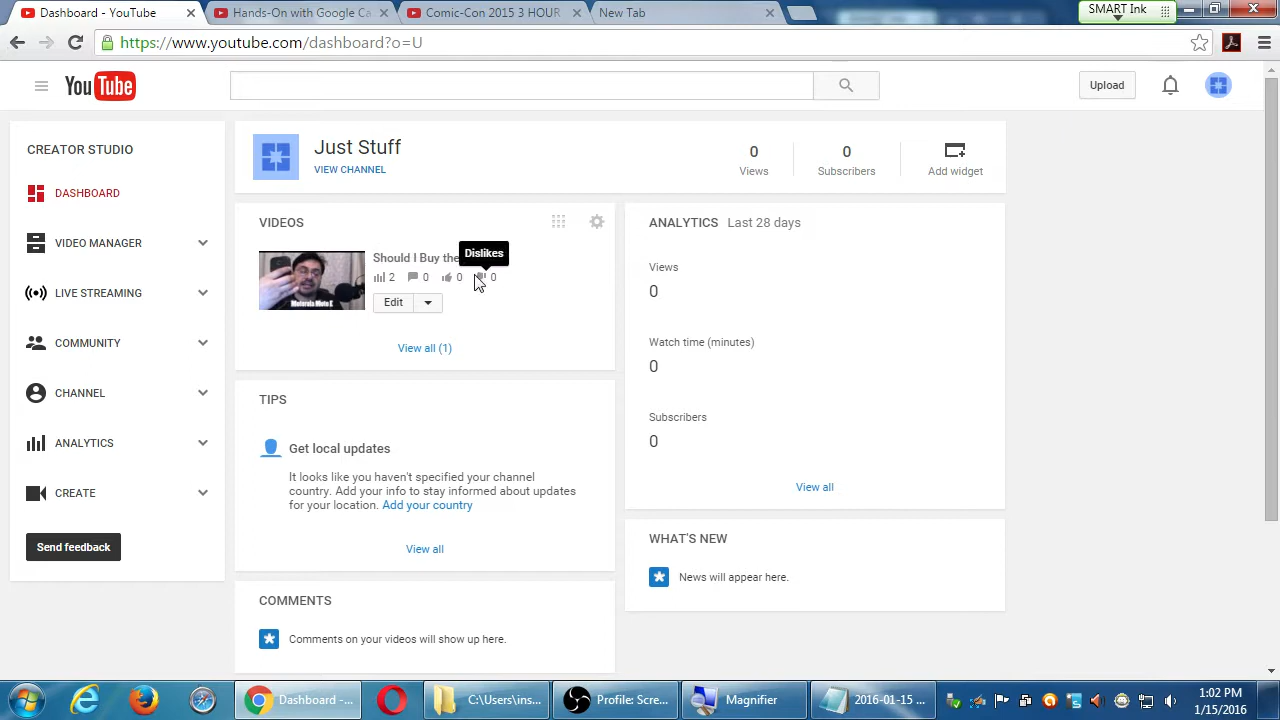 Dashboard - YouTube
Hands-On with Google Ca
Comic-Con 2015 3 HOUR
New Tab
SMART Ink
https://www.youtube.com/dashboard?o=U
YouTube
Upload
CREATOR STUDIO
DASHBOARD
VIDEO MANAGER
LIVE STREAMING
COMMUNITY
CHANNEL
ANALYTICS
CREATE
Send feedback
Just Stuff
VIEW CHANNEL
0
Views
0
Subscribers
Add widget
VIDEOS
Should I Buy the
Dislikes
2 0 0 0
Edit
Motorola Moto E
View all (1)
TIPS
Get local updates
It looks like you haven't specified your channel
country. Add your info to stay informed about updates
for your location. Add your country
View all
COMMENTS
Comments on your videos will show up here.
ANALYTICS Last 28 days
Views
0
Watch time (minutes)
0
Subscribers
0
View all
WHAT'S NEW
News will appear here.
Dashboard -...
C:\Users\ins...
Profile: Scre...
Magnifier
2016-01-15 ...
1:02 PM
1/15/2016